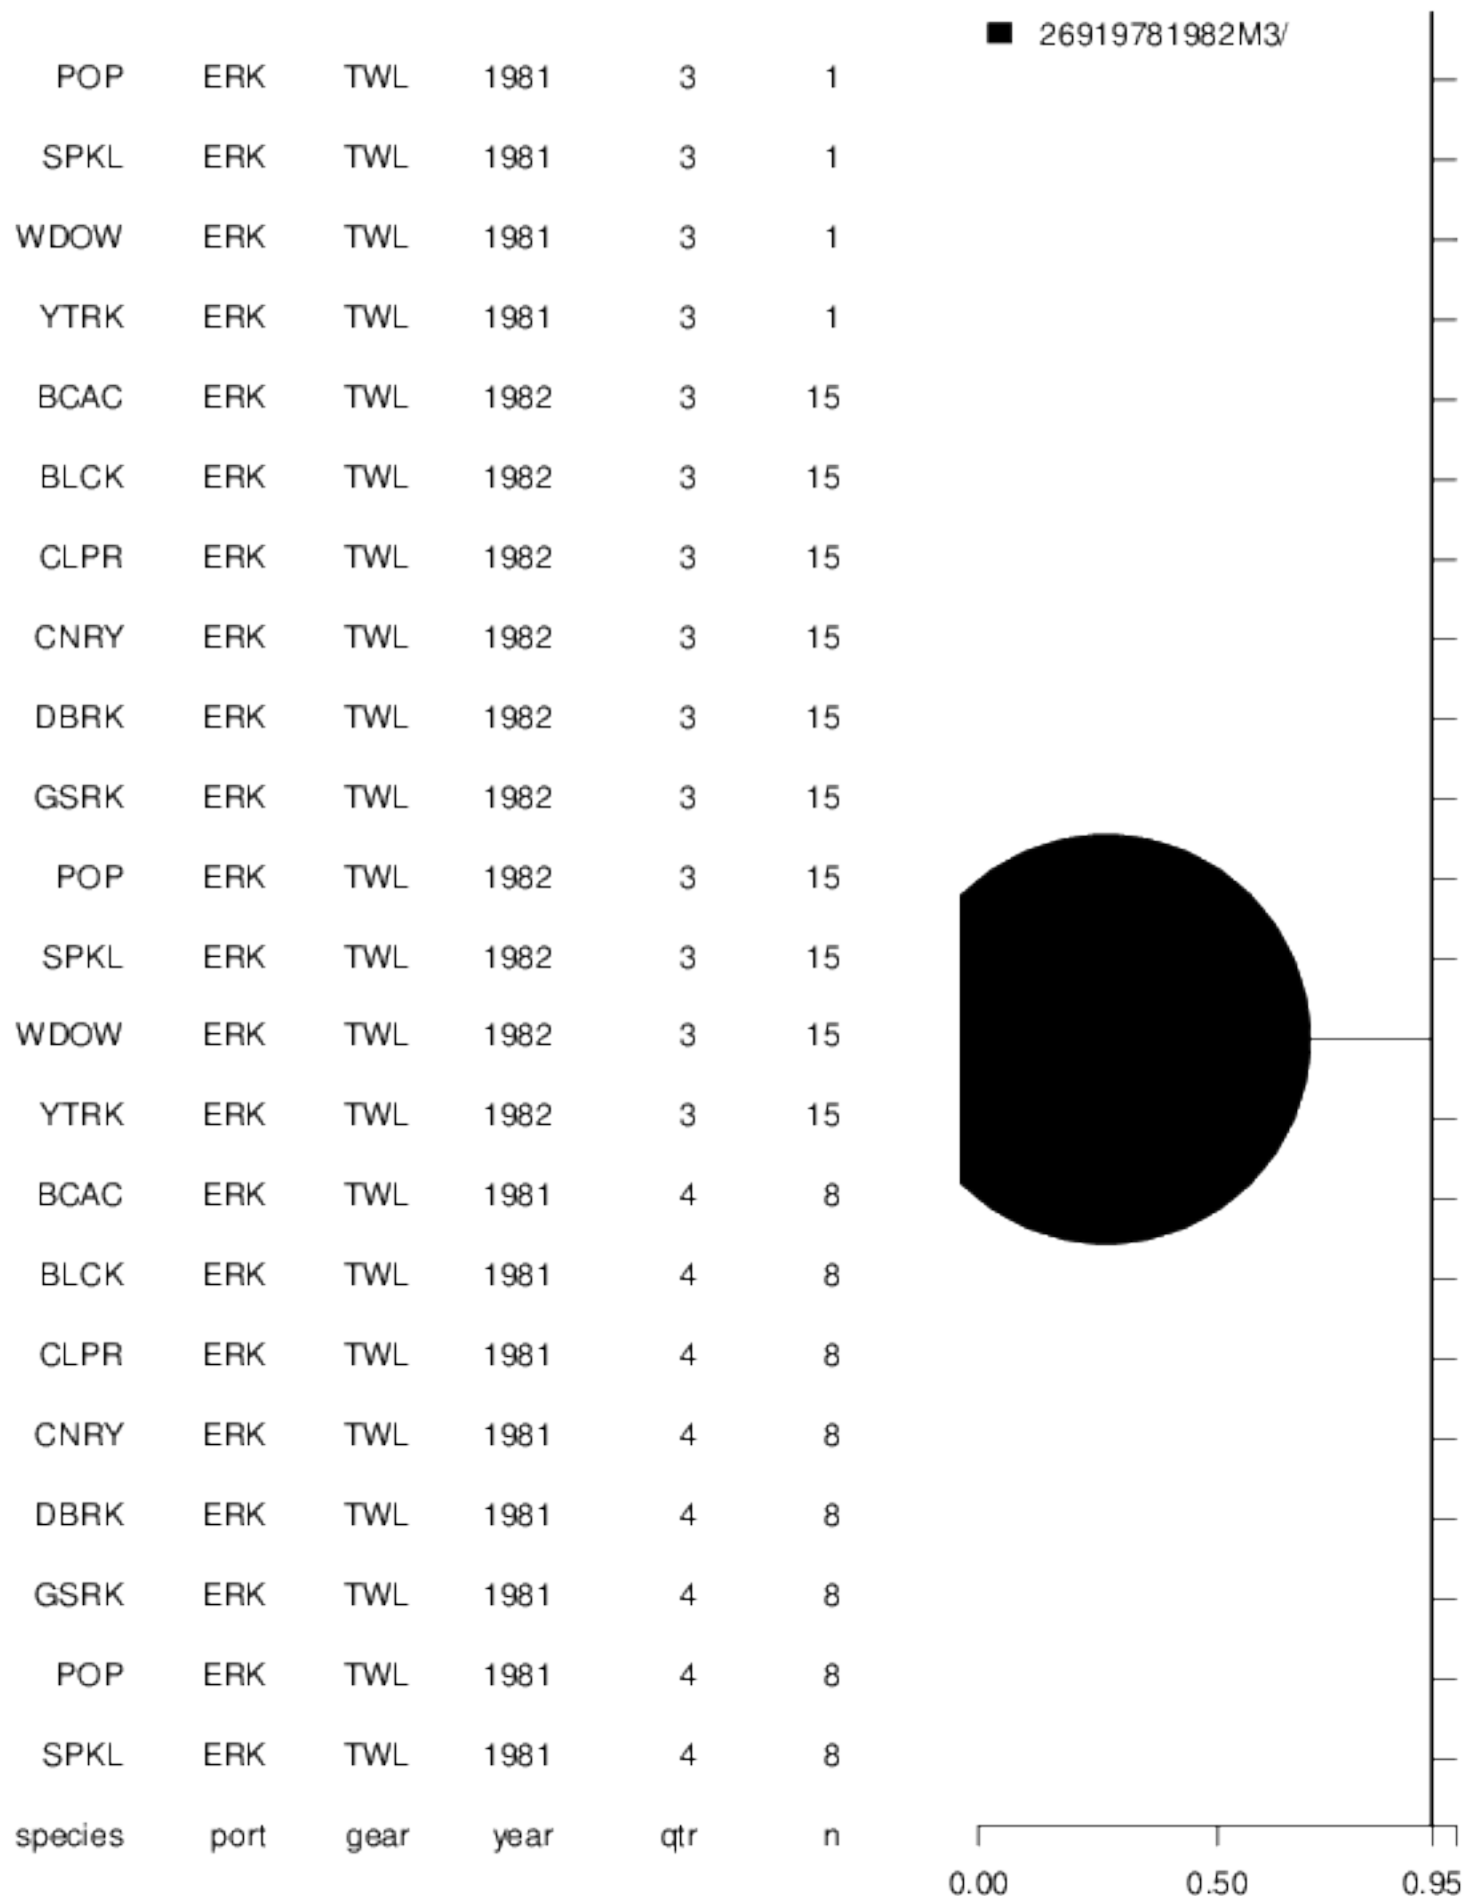 26919781982M3/
POP ERK TWL 1981 3 1
SPKL ERK TWL 1981 3 1
WDOW ERK TWL 1981 3 1
YTRK ERK TWL 1981 3 1
BCAC ERK TWL 1982 3 15
BLCK ERK TWL 1982 3 15
CLPR ERK TWL 1982 3 15
CNRY ERK TWL 1982 3 15
DBRK ERK TWL 1982 3 15
GSRK ERK TWL 1982 3 15
POP ERK TWL 1982 3 15
SPKL ERK TWL 1982 3 15
WDOW ERK TWL 1982 3 15
YTRK ERK TWL 1982 3 15
BCAC ERK TWL 1981 4 8
BLCK ERK TWL 1981 4 8
CLPR ERK TWL 1981 4 8
CNRY ERK TWL 1981 4 8
DBRK ERK TWL 1981 4 8
GSRK ERK TWL 1981 4 8
POP ERK TWL 1981 4 8
SPKL ERK TWL 1981 4 8
species port gear year qtr n
0.00 0.50 0.95